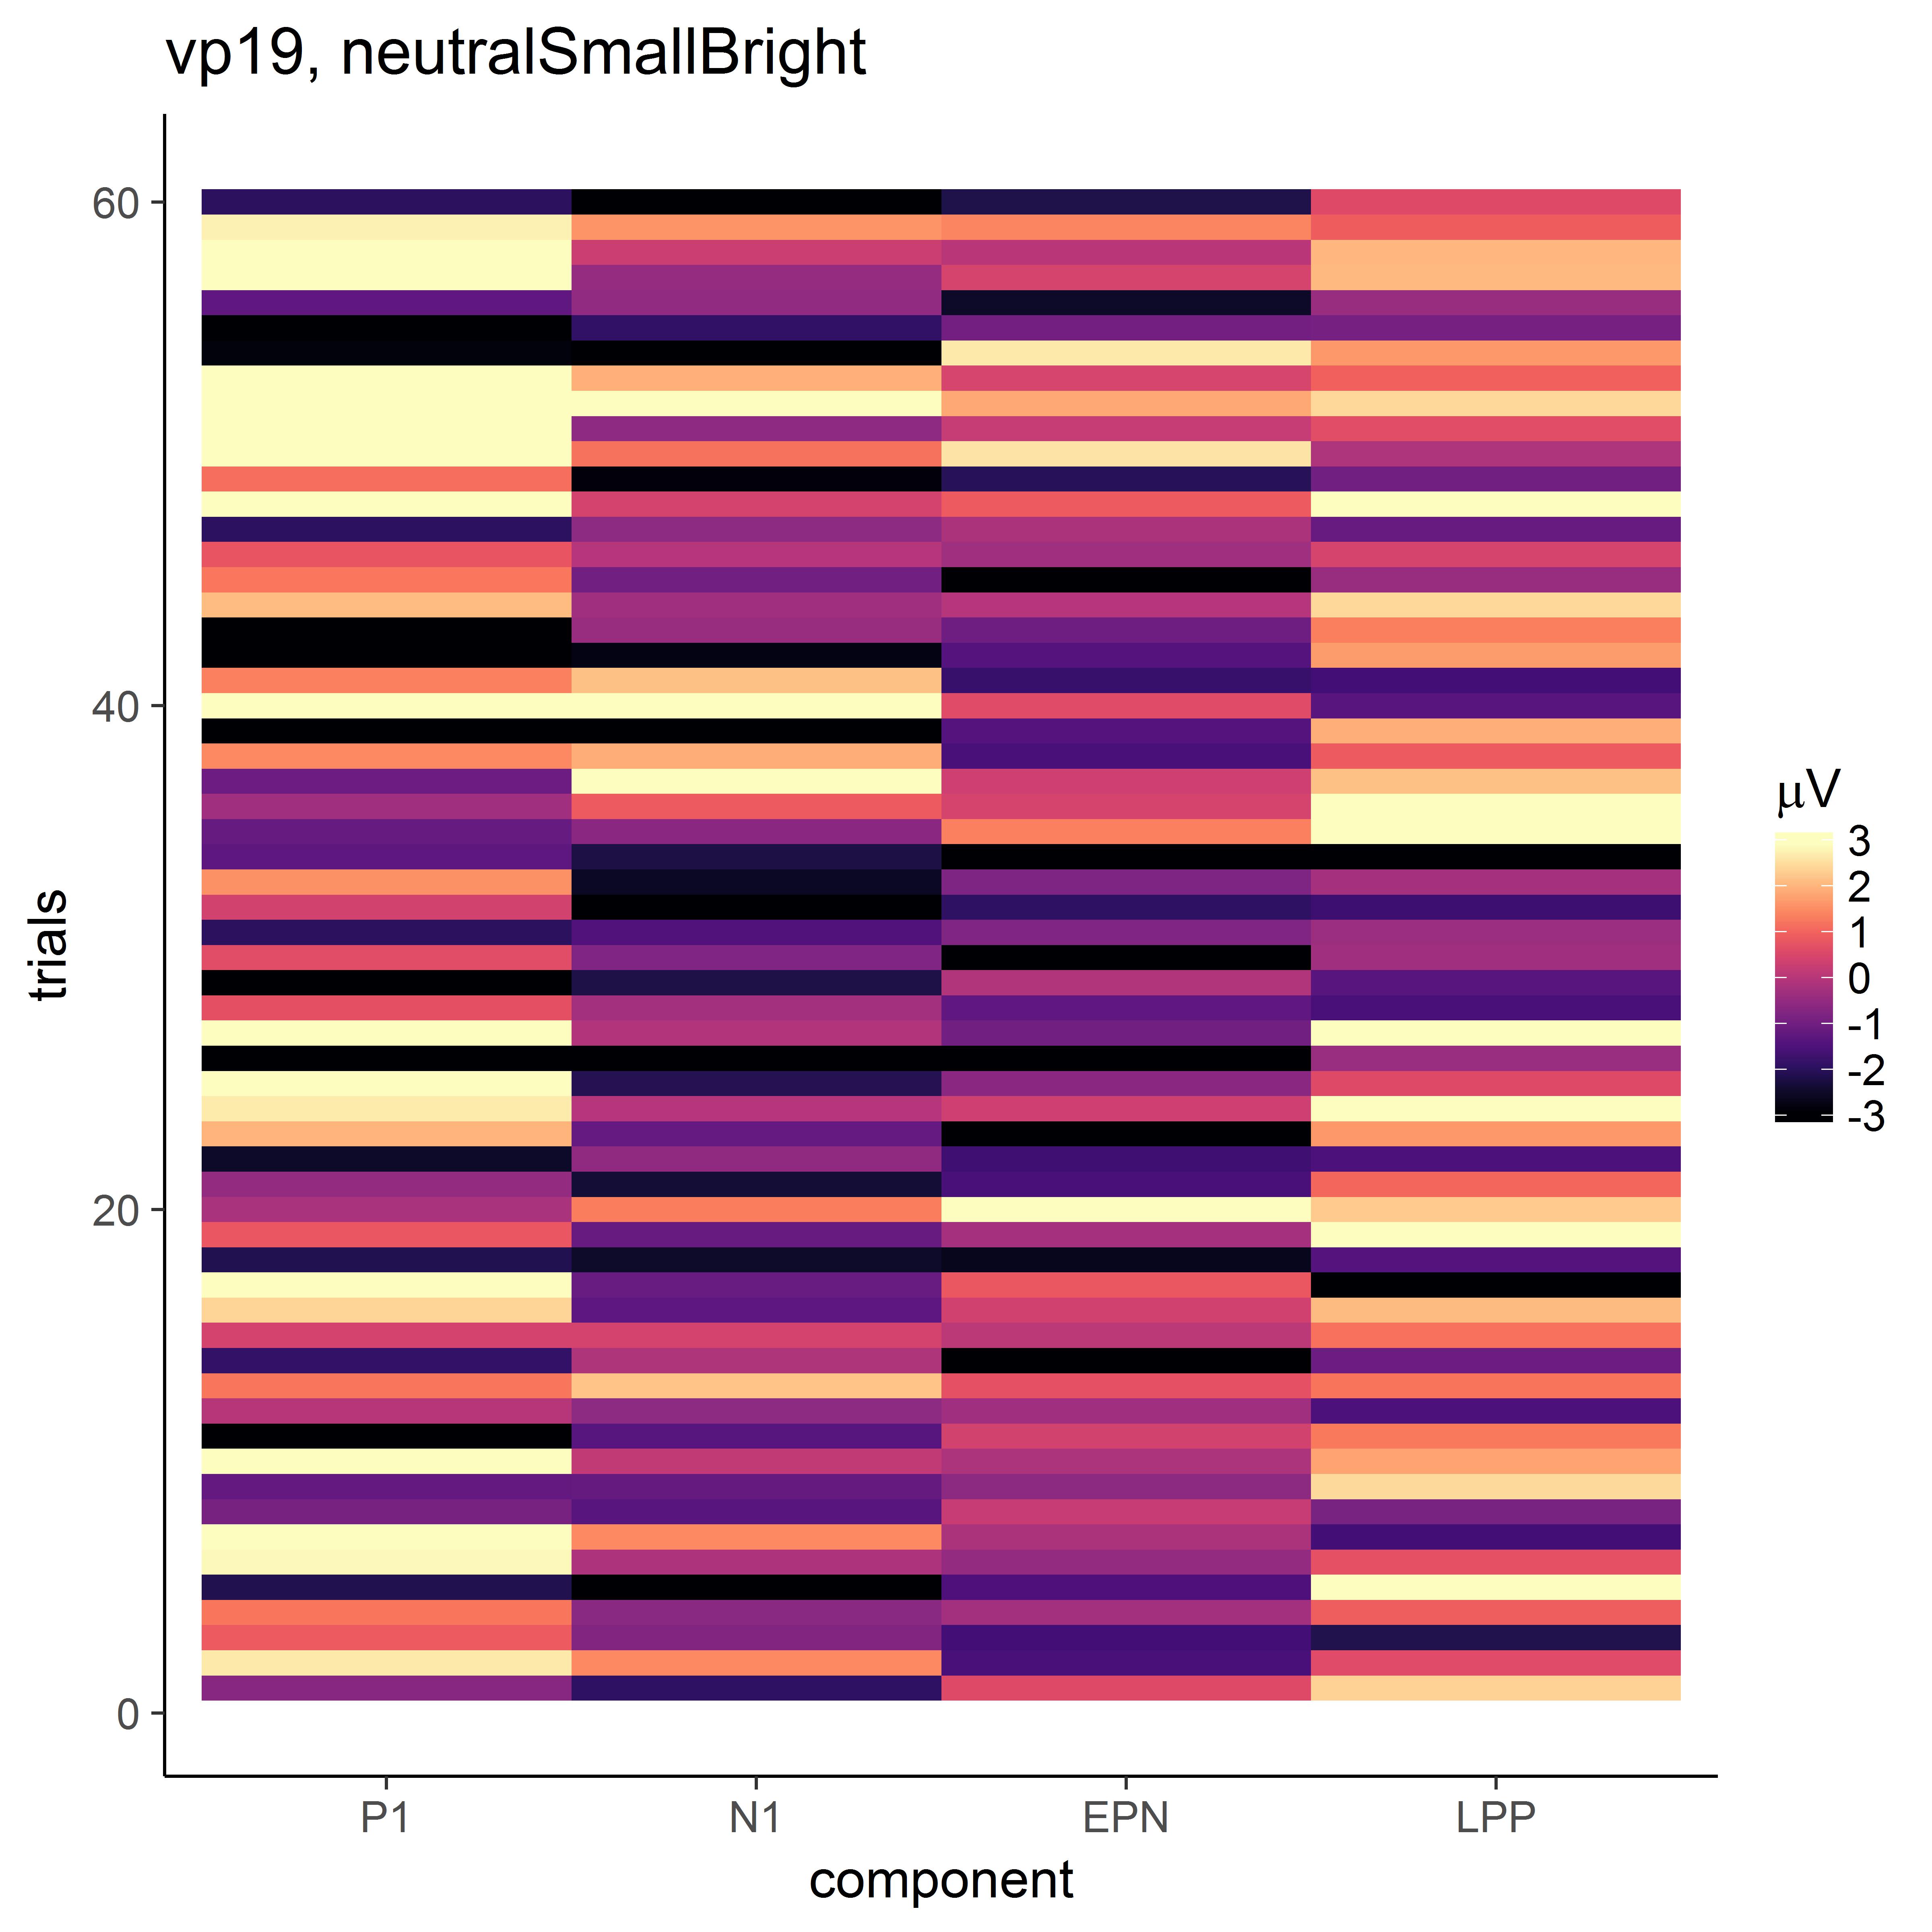 vp19, neutralSmallBright
60
40
20
0
trials
P1 N1 EPN LPP
component
μV
3
2
1
0
-1
-2
-3